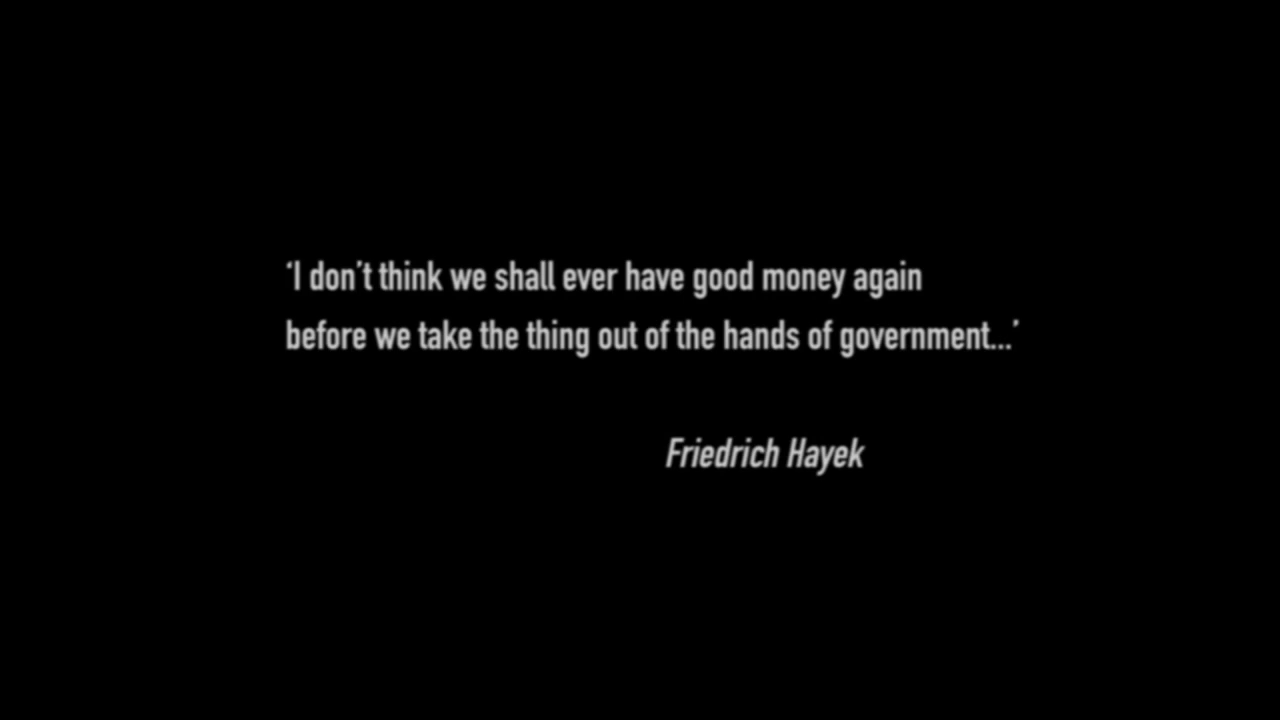 ‘I don’t think we shall ever have good money again
before we take the thing out of the hands of government...’
Friedrich Hayek